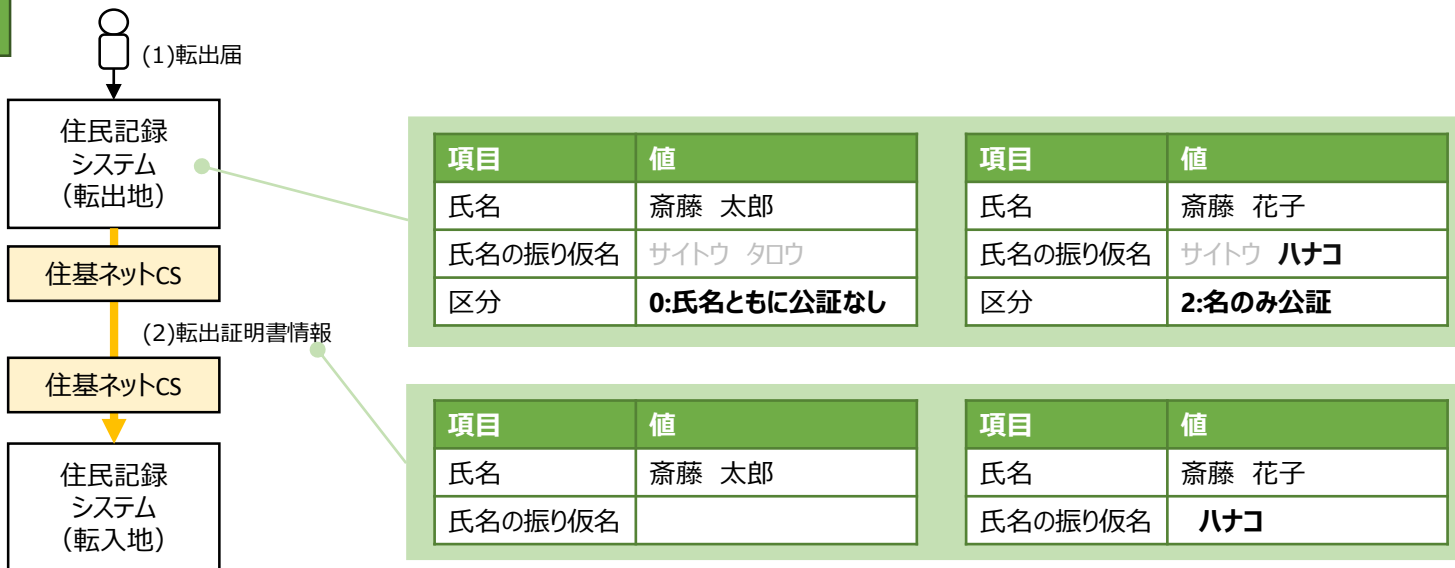 (1)転出届
住民記録
システム
（転出地）
項目 値
氏名 斎藤 太郎
氏名の振り仮名 サイトウ タロウ
区分 0:氏名ともに公証なし
項目 値
氏名 斎藤 花子
氏名の振り仮名 サイトウ ハナコ
区分 2:名のみ公証
住基ネットCS
(2)転出証明書情報
住基ネットCS
項目 値
氏名 斎藤 太郎
氏名の振り仮名
項目 値
氏名 斎藤 花子
氏名の振り仮名 ハナコ
住民記録
システム
（転入地）